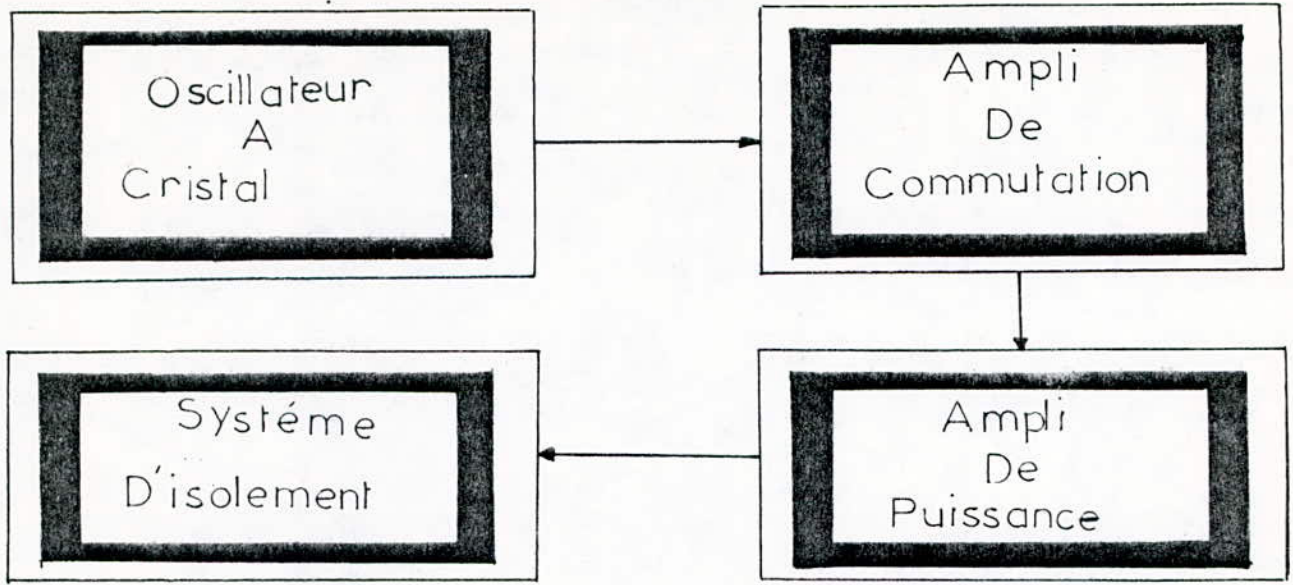 Oscillateur
A
Cristal
Ampli
De
Commutation
Ampli
De
Puissance
Systéme
D'isolement